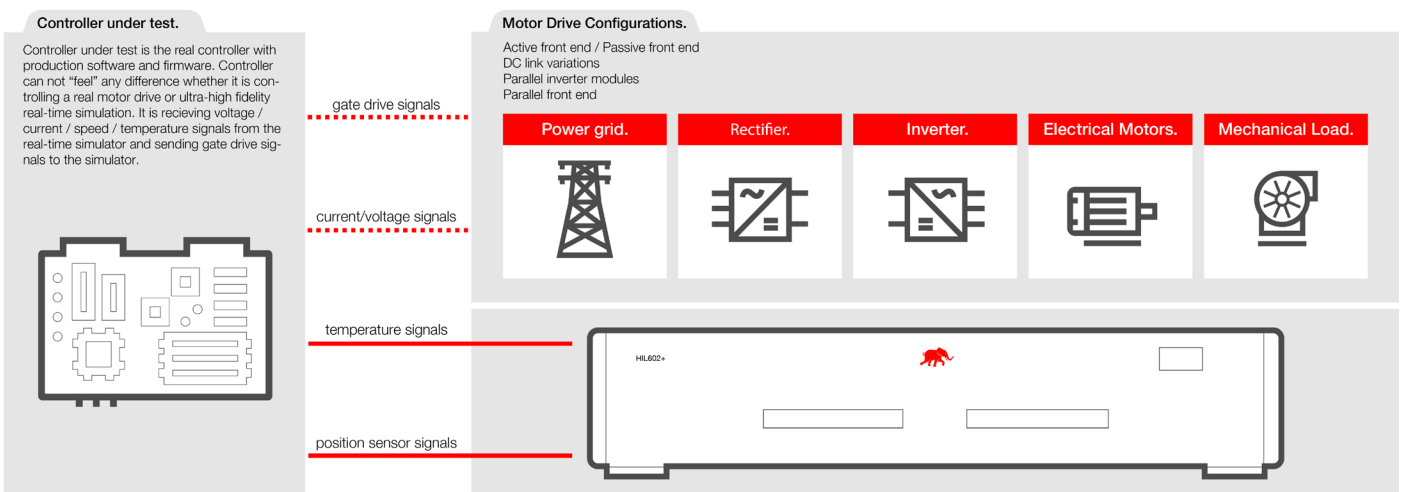 Controller under test.
Controller under test is the real controller with
production software and firmware. Controller
can not “feel” any difference whether it is con-
trolling a real motor drive or ultra-high fidelity
real-time simulation. It is recieving voltage /
current / speed / temperature signals from the
real-time simulator and sending gate drive sig-
nals to the simulator.
gate drive signals
current/voltage signals
temperature signals
position sensor signals
Motor Drive Configurations.
Active front end / Passive front end
DC link variations
Parallel inverter modules
Parallel front end
Power grid.
Rectifier.
Inverter.
Electrical Motors.
Mechanical Load.
HIL602+